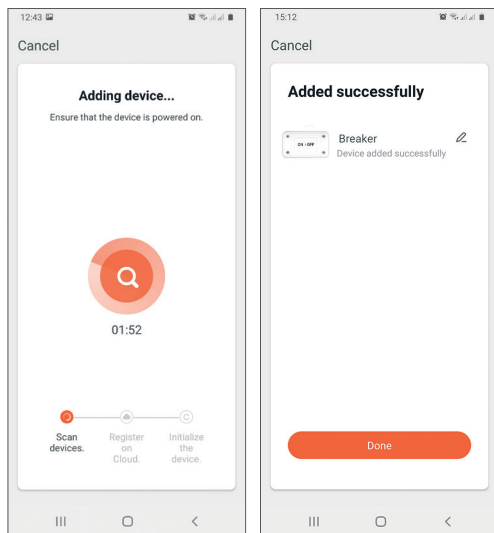 12:43
Cancel
Adding device...
Ensure that the device is powered on.
01:52
Scan
devices.
Register
on
Cloud.
Initialize
the
device.
15:12
Cancel
Added successfully
ON · OFF
Breaker
Device added successfully
Done